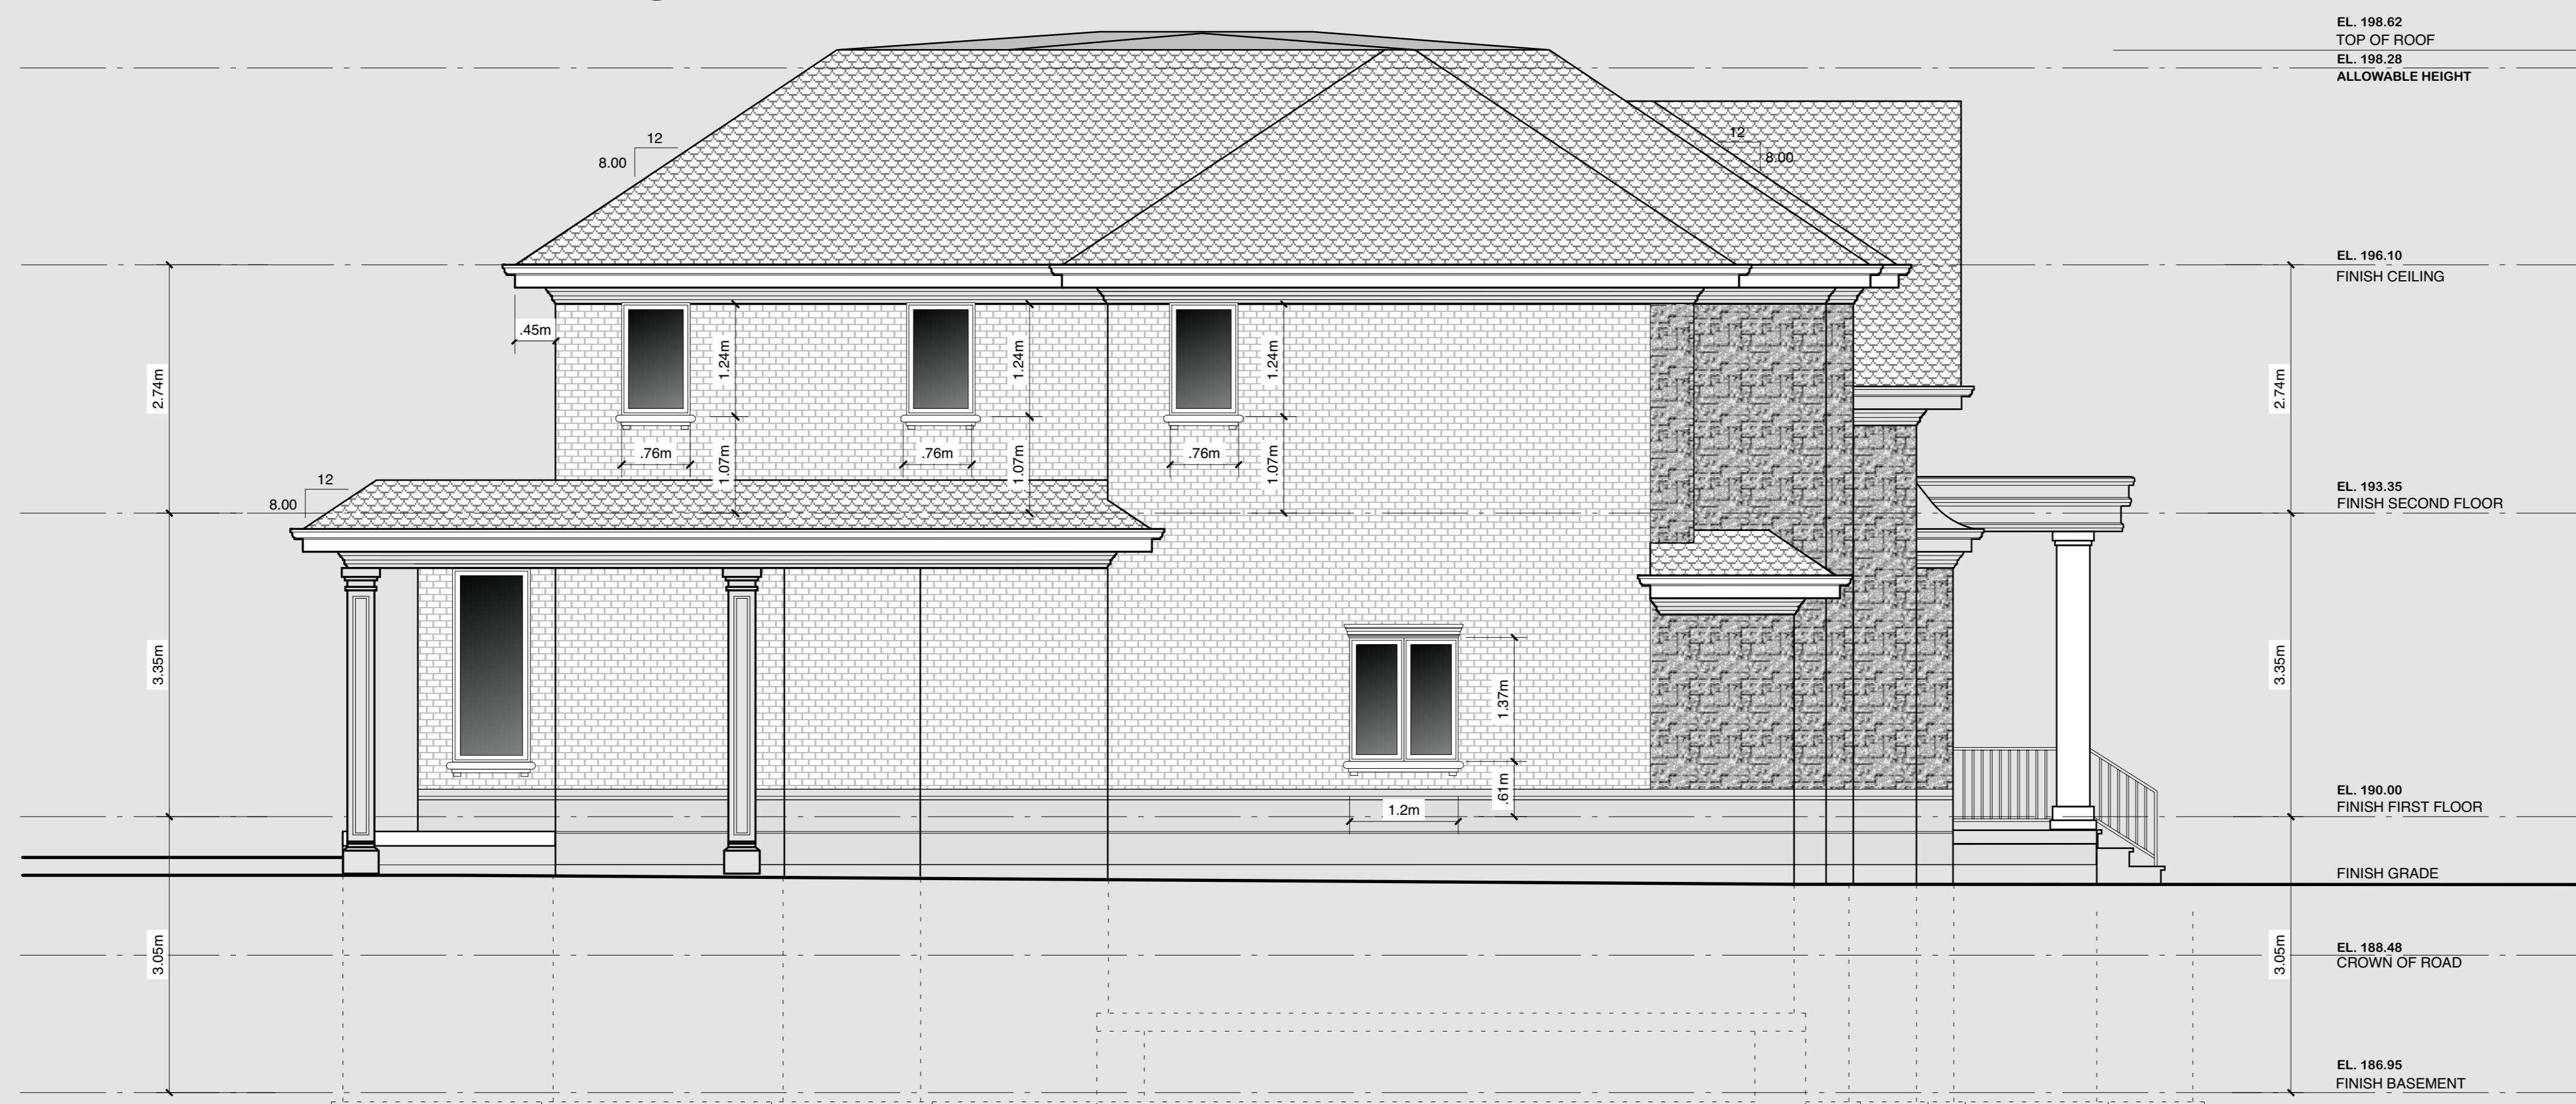 EL. 198.62
TOP OF ROOF
EL. 198.28
ALLOWABLE HEIGHT
12
8.00
12
8.00
EL. 196.10
FINISH CEILING
.45m
2.74m
1.24m
1.24m
1.24m
2.74m
.76m
.76m
.76m
1.07m
1.07m
1.07m
12
8.00
EL. 193.35
FINISH SECOND FLOOR
3.35m
1.37m
3.35m
.61m
1.2m
EL. 190.00
FINISH FIRST FLOOR
FINISH GRADE
3.05m
3.05m
EL. 188.48
CROWN OF ROAD
EL. 186.95
FINISH BASEMENT